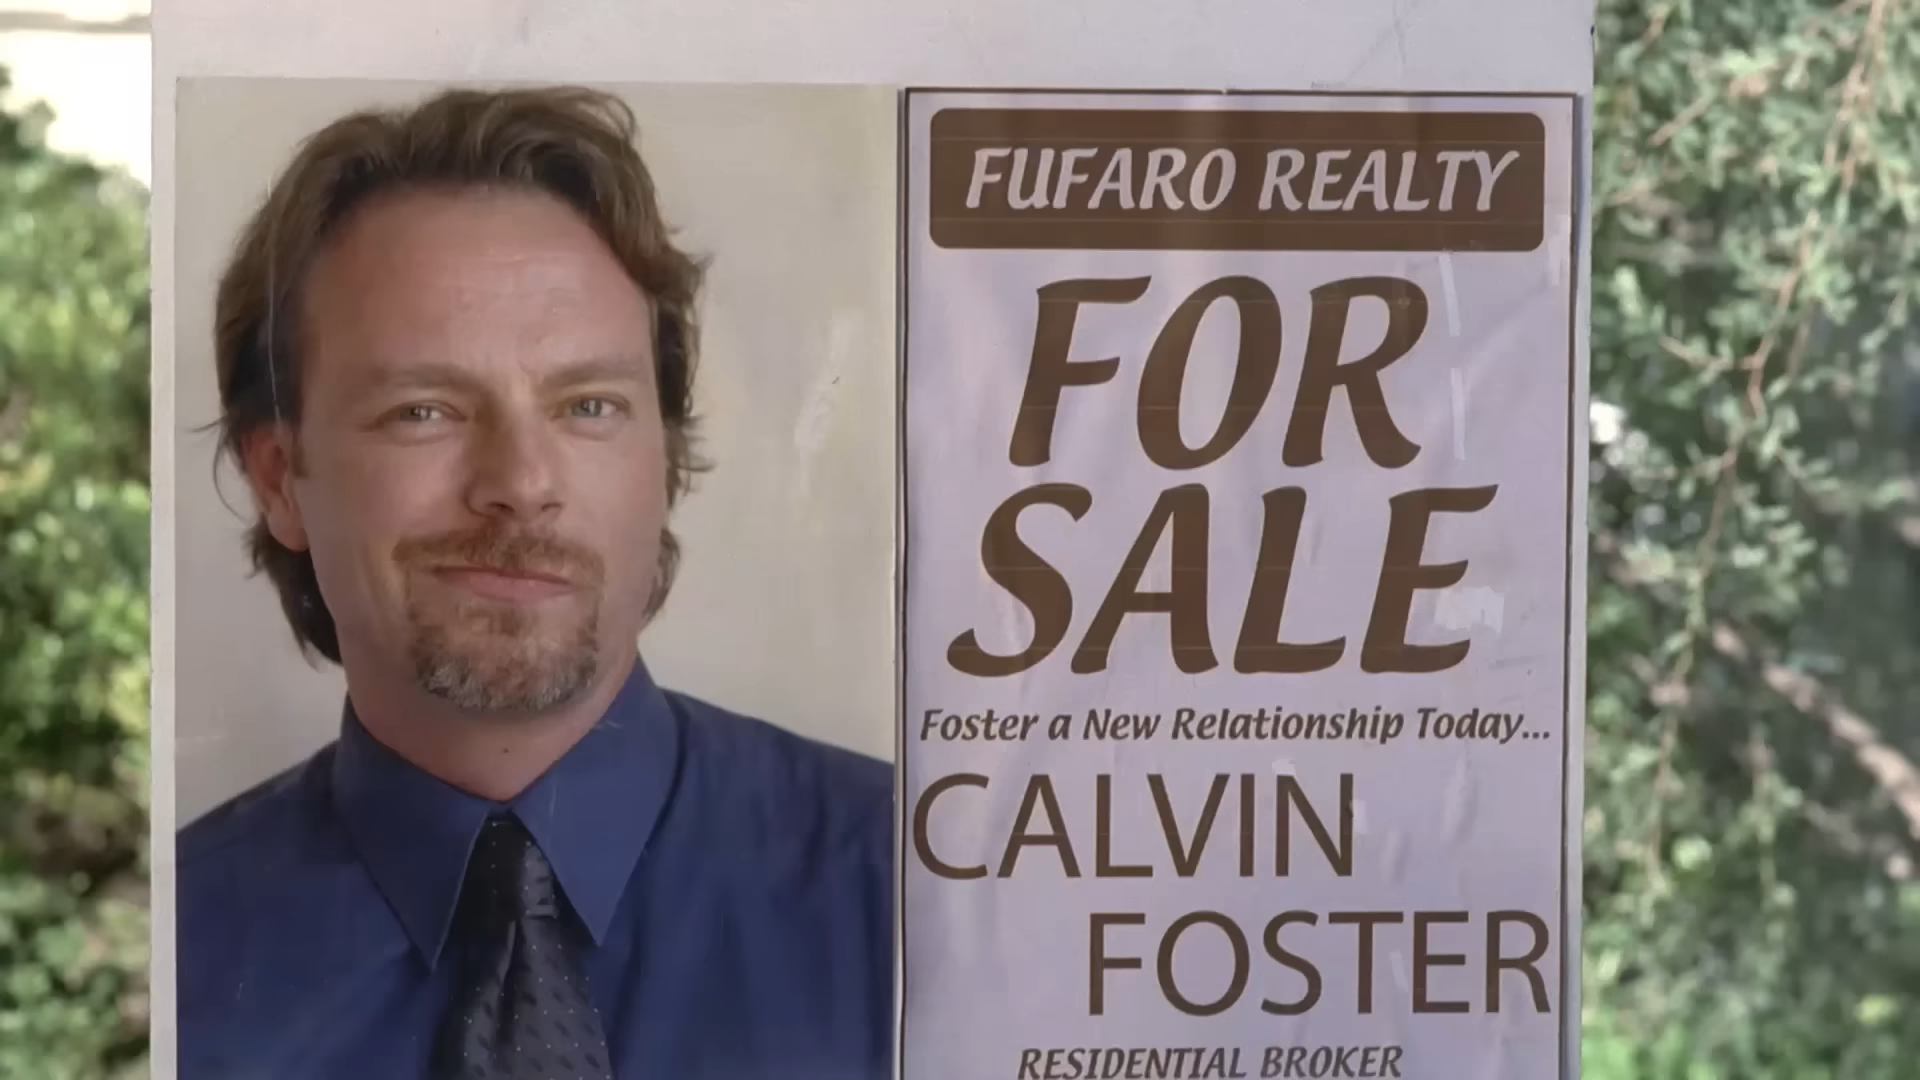 FUFARO REALTY
FOR
SALE
Foster a New Relationship Today...
CALVIN
FOSTER
RESIDENTIAL BROKER